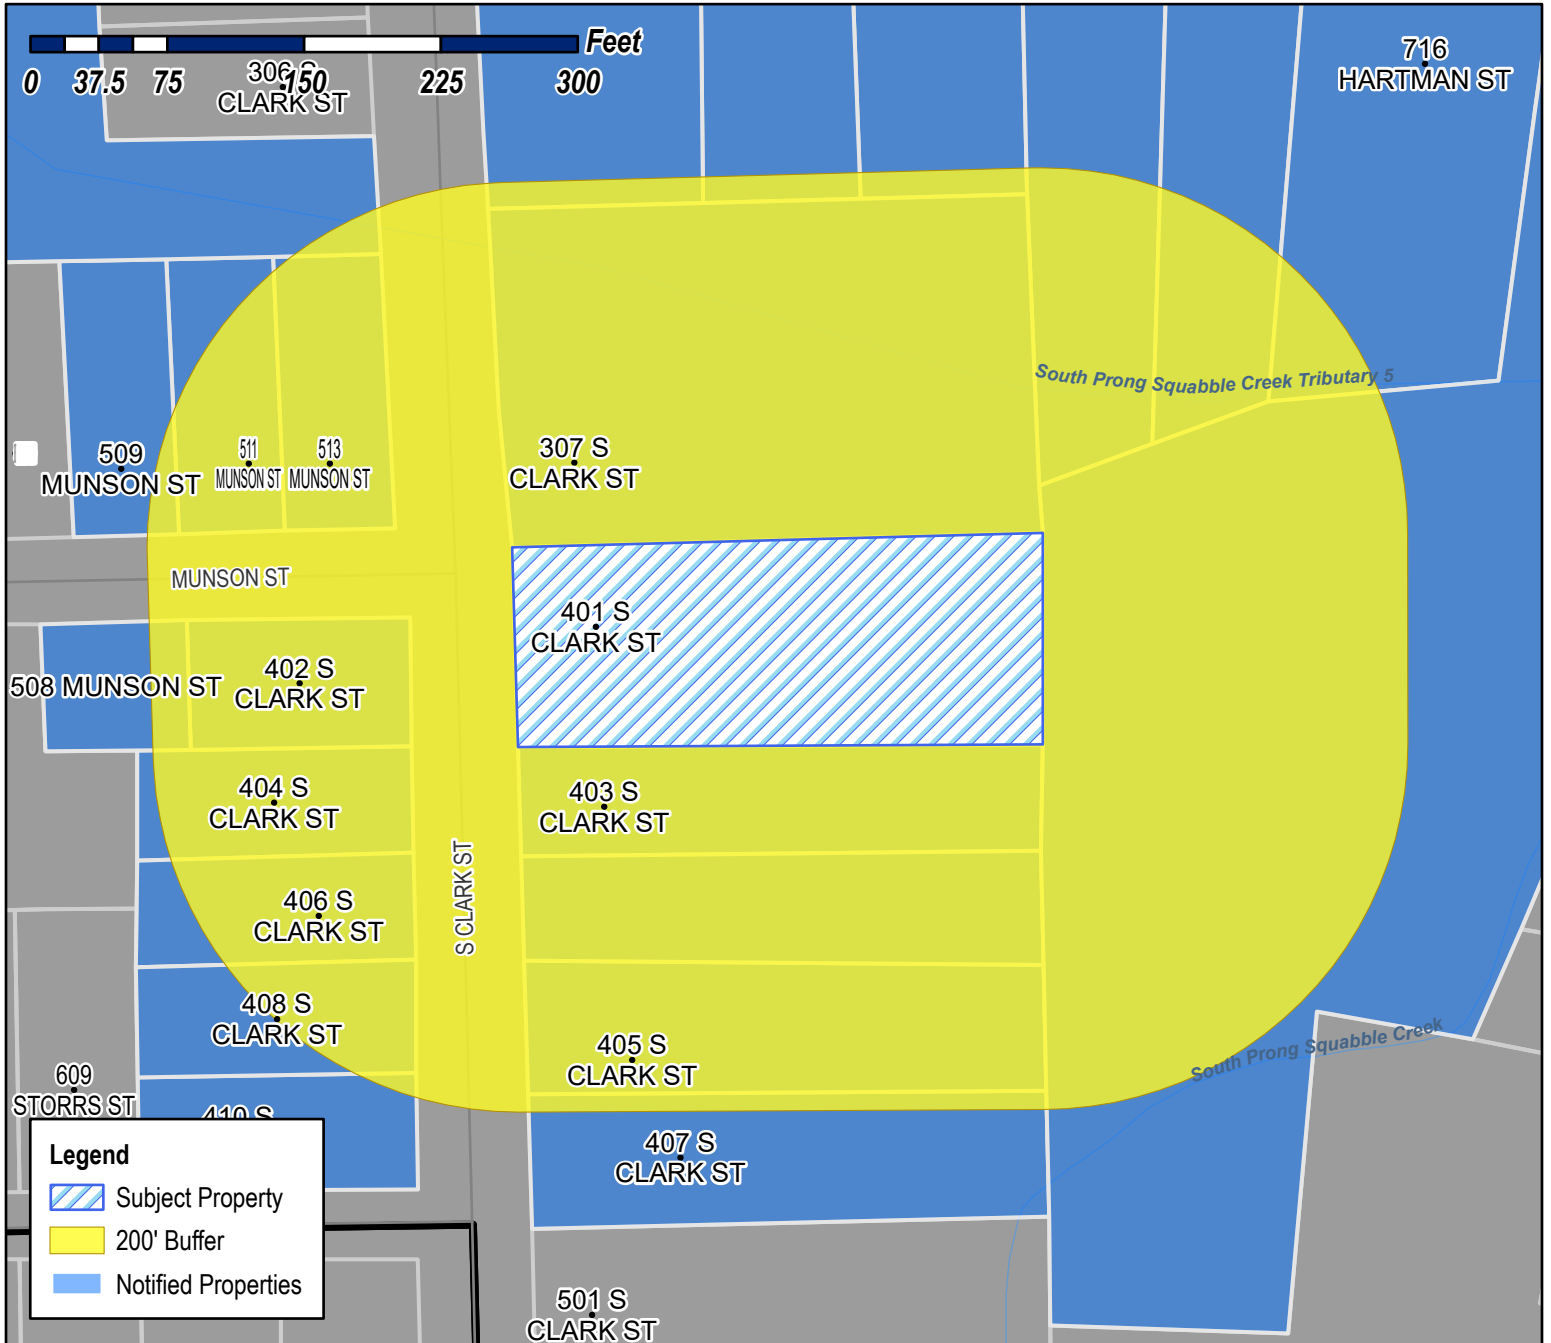 Feet
0 37.5 75 150 225 300
306 S
CLARK ST
716
HARTMAN ST
South Prong Squabble Creek Tributary 5
509
MUNSON ST
511
MUNSON ST
513
MUNSON ST
307 S
CLARK ST
MUNSON ST
401 S
CLARK ST
508 MUNSON ST
402 S
CLARK ST
404 S
CLARK ST
403 S
CLARK ST
S CLARK ST
406 S
CLARK ST
408 S
CLARK ST
405 S
CLARK ST
South Prong Squabble Creek
609
STORRS ST
410 S
407 S
CLARK ST
Legend
Subject Property
200' Buffer
Notified Properties
501 S
CLARK ST